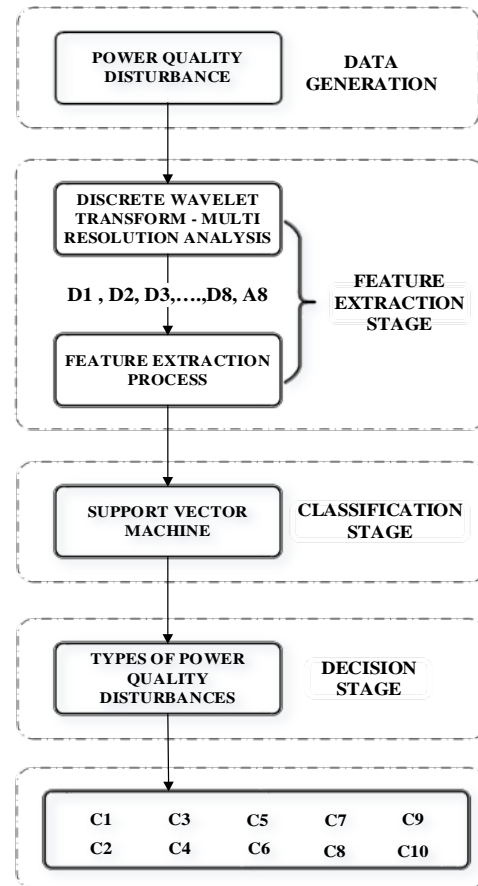 POWER QUALITY
DISTURBANCE
DATA
GENERATION
DISCRETE WAVELET
TRANSFORM - MULTI
RESOLUTION ANALYSIS
D1 , D2, D3,....,D8, A8
FEATURE EXTRACTION
PROCESS
FEATURE
EXTRACTION
STAGE
SUPPORT VECTOR
MACHINE
CLASSIFICATION
STAGE
TYPES OF POWER
QUALITY
DISTURBANCES
DECISION
STAGE
C1 C3 C5 C7 C9
C2 C4 C6 C8 C10